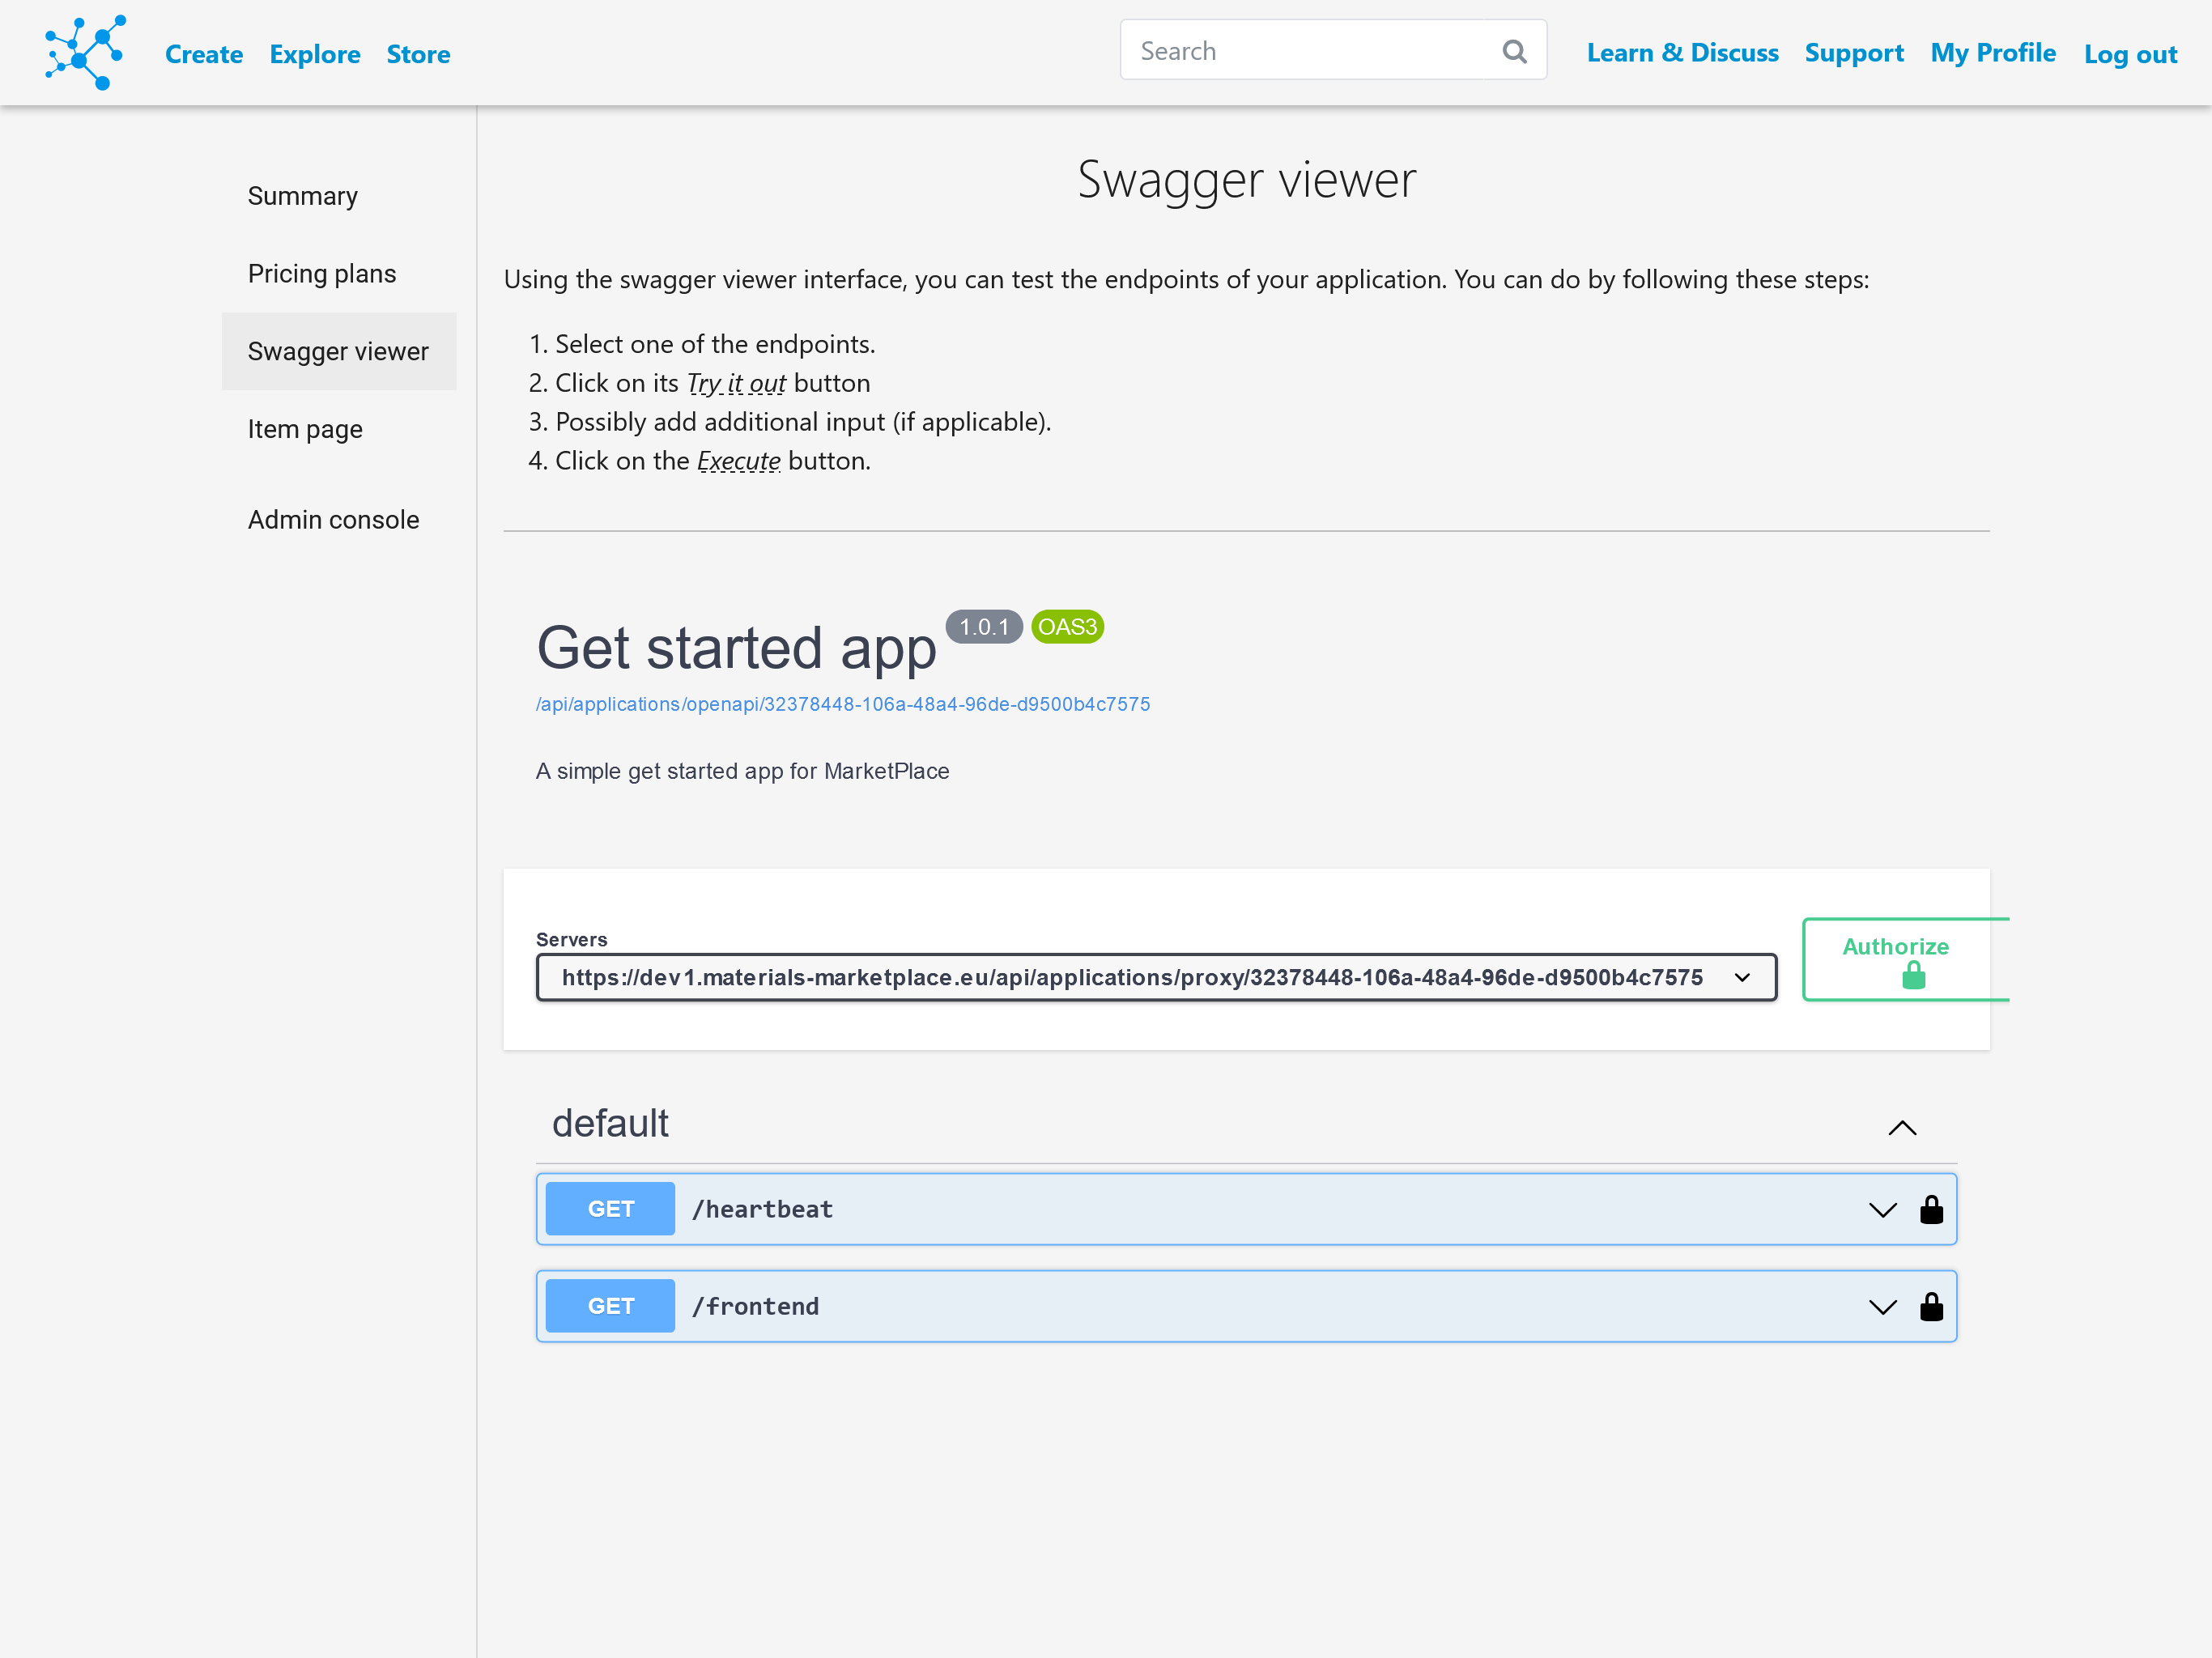 Create Explore Store Search Learn & Discuss Support My Profile Log out
Summary
Pricing plans
Swagger viewer
Item page
Admin console
Swagger viewer
Using the swagger viewer interface, you can test the endpoints of your application. You can do by following these steps:
1. Select one of the endpoints.
2. Click on its Try it out button
3. Possibly add additional input (if applicable).
4. Click on the Execute button.
Get started app 1.0.1 OAS3
/api/applications/openapi/32378448-106a-48a4-96de-d9500b4c7575
A simple get started app for MarketPlace
Servers
https://dev1.materials-marketplace.eu/api/applications/proxy/32378448-106a-48a4-96de-d9500b4c7575
Authorize
default
GET /heartbeat
GET /frontend